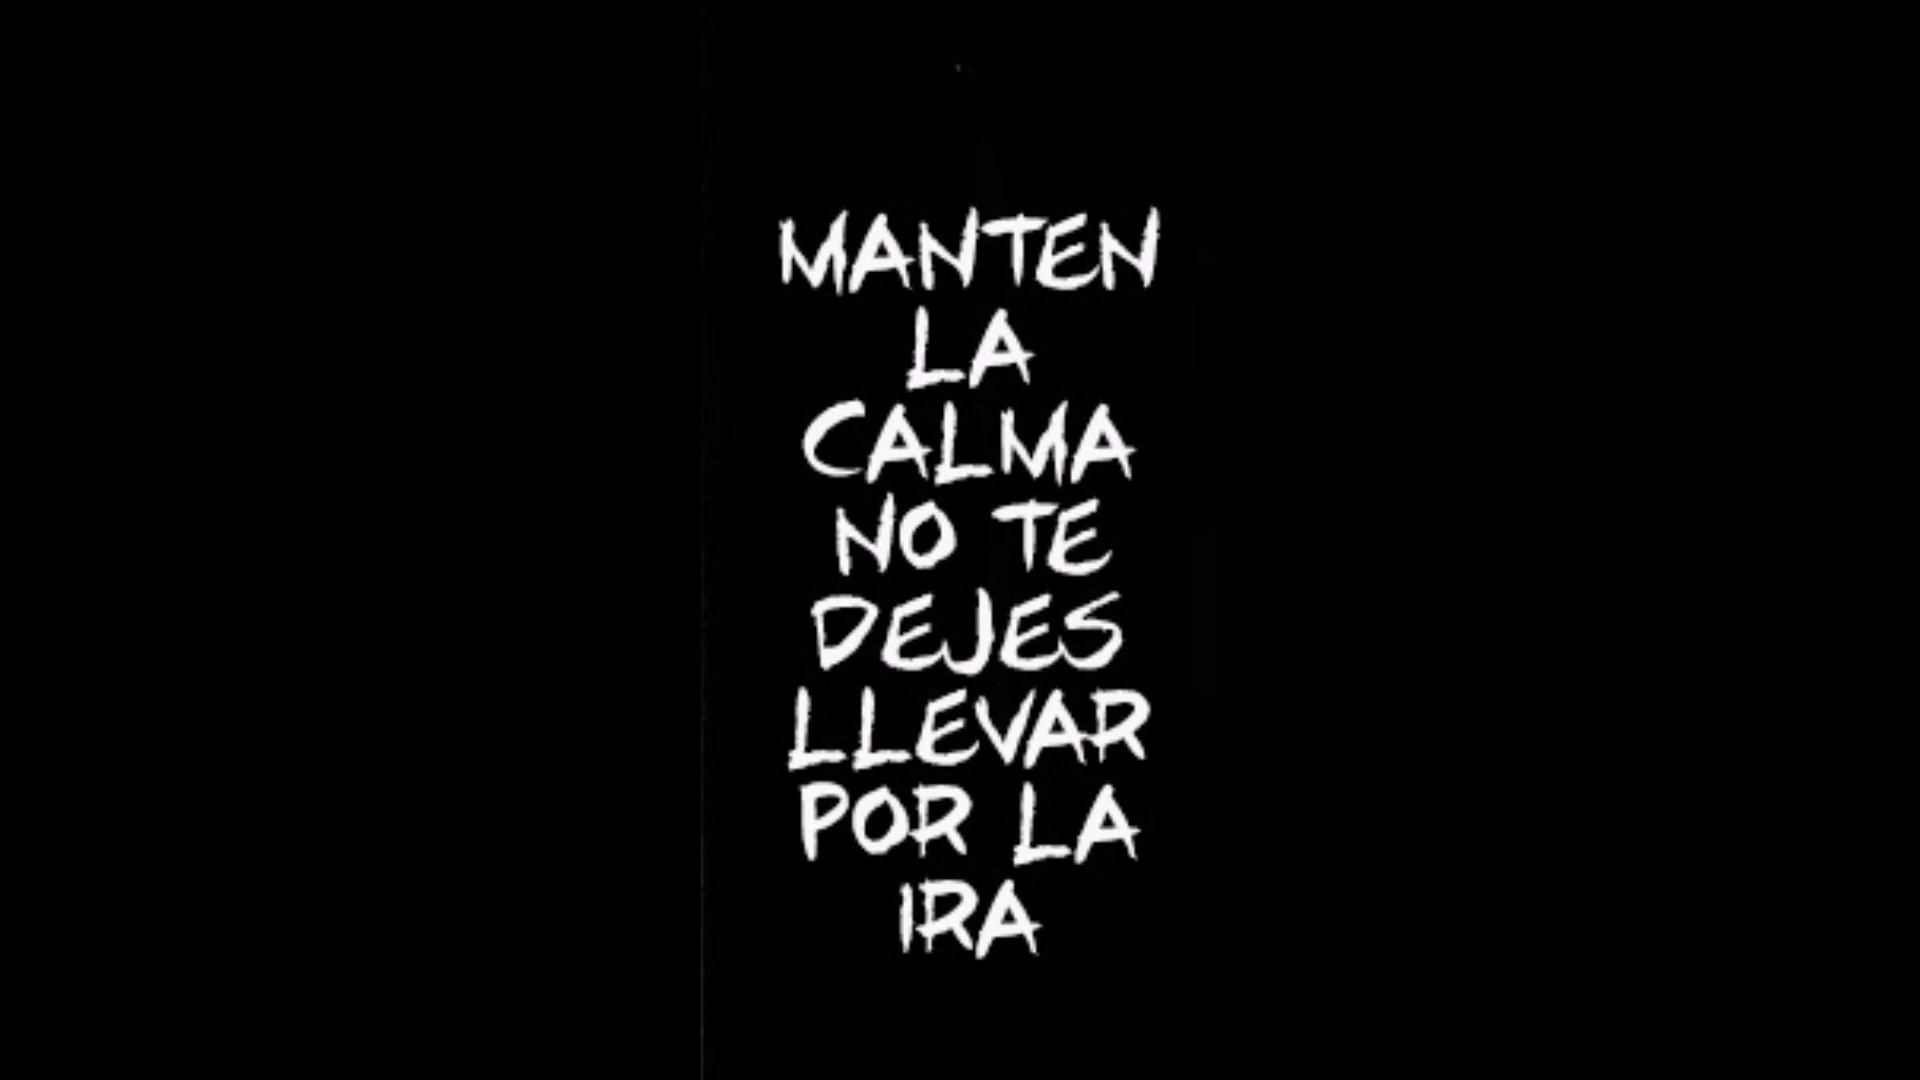 MANTEN
LA
CALMA
NO TE
DEJES
LLEVAR
POR LA
IRA